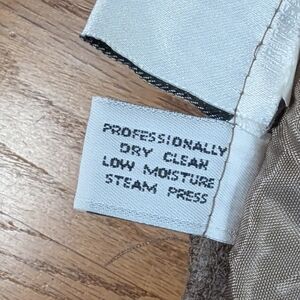 PROFESSIONALLY
DRY CLEAN
LOW MOISTURE
STEAM PRESS